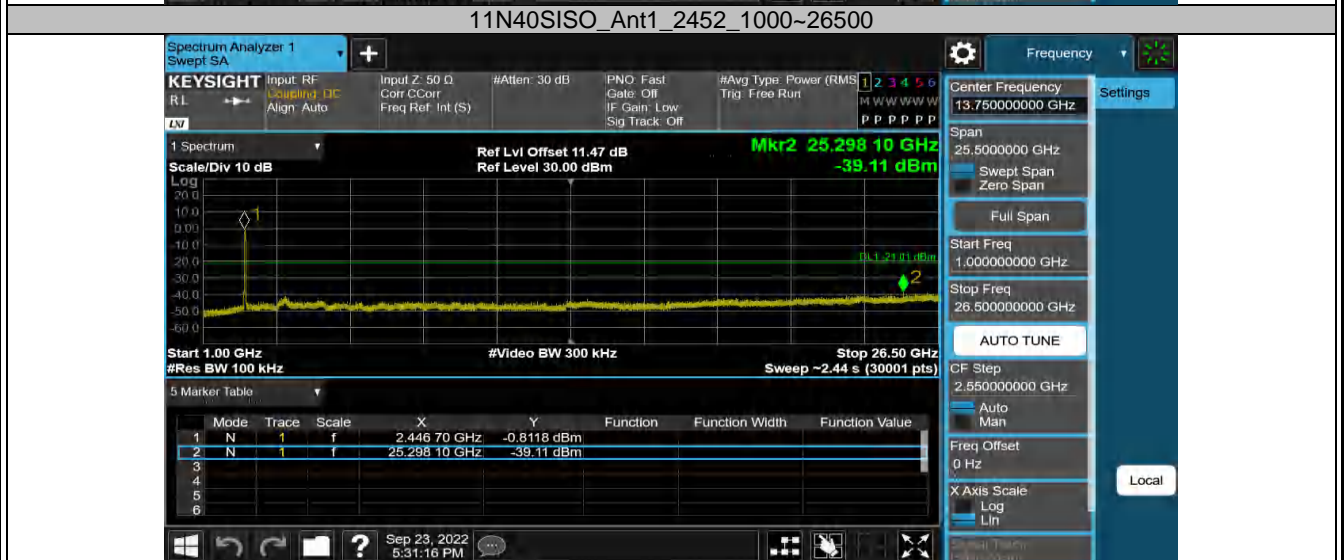 11N40SISO_Ant1_2452_1000~26500
Spectrum Analyzer 1
Swept SA
+
Frequency
KEYSIGHT
RL
LXI
Input: RF
Coupling: DC
Align: Auto
Input Z: 50 Ω
Corr CCorr
Freq Ref: Int (S)
#Atten: 30 dB
PNO: Fast
Gate: Off
IF Gain: Low
Sig Track: Off
#Avg Type: Power (RMS
Trig: Free Run
1 2 3 4 5 6
M W W W W W
P P P P P P
Center Frequency
13.750000000 GHz
Settings
1 Spectrum
Scale/Div 10 dB
Ref Lvl Offset 11.47 dB
Ref Level 30.00 dBm
Mkr2 25.298 10 GHz
-39.11 dBm
Span
25.5000000 GHz
Swept Span
Zero Span
Full Span
Start Freq
1.000000000 GHz
Stop Freq
26.500000000 GHz
AUTO TUNE
CF Step
2.550000000 GHz
Auto
Man
Freq Offset
0 Hz
X Axis Scale
Log
Lin
Local
Log
20.0
10.0
0.00
-10.0
-20.0
-30.0
-40.0
-50.0
-60.0
1
DL1 -21.01 dBm
2
Start 1.00 GHz
#Res BW 100 kHz
#Video BW 300 kHz
Stop 26.50 GHz
Sweep ~2.44 s (30001 pts)
5 Marker Table
Mode Trace Scale X Y Function Function Width Function Value
1 N 1 f 2.446 70 GHz -0.8118 dBm
2 N 1 f 25.298 10 GHz -39.11 dBm
3
4
5
6
?
Sep 23, 2022
5:31:16 PM